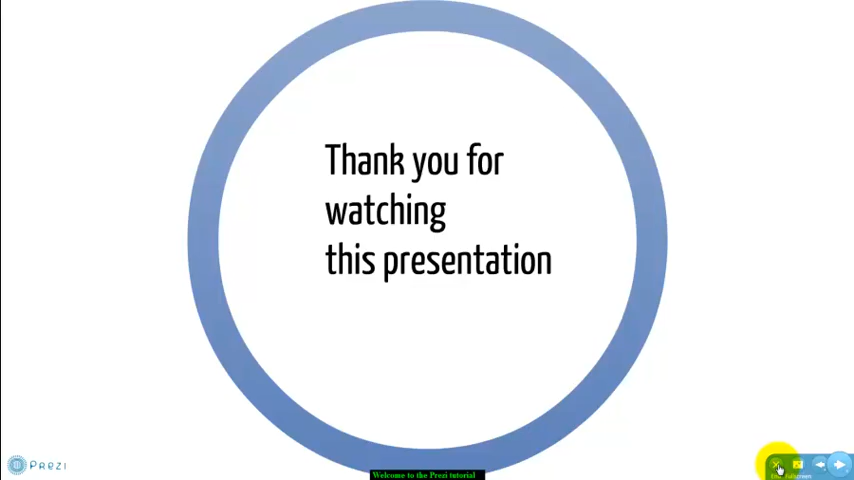 Thank you for
watching
this presentation
PREZI
Welcome to the Prezi tutorial